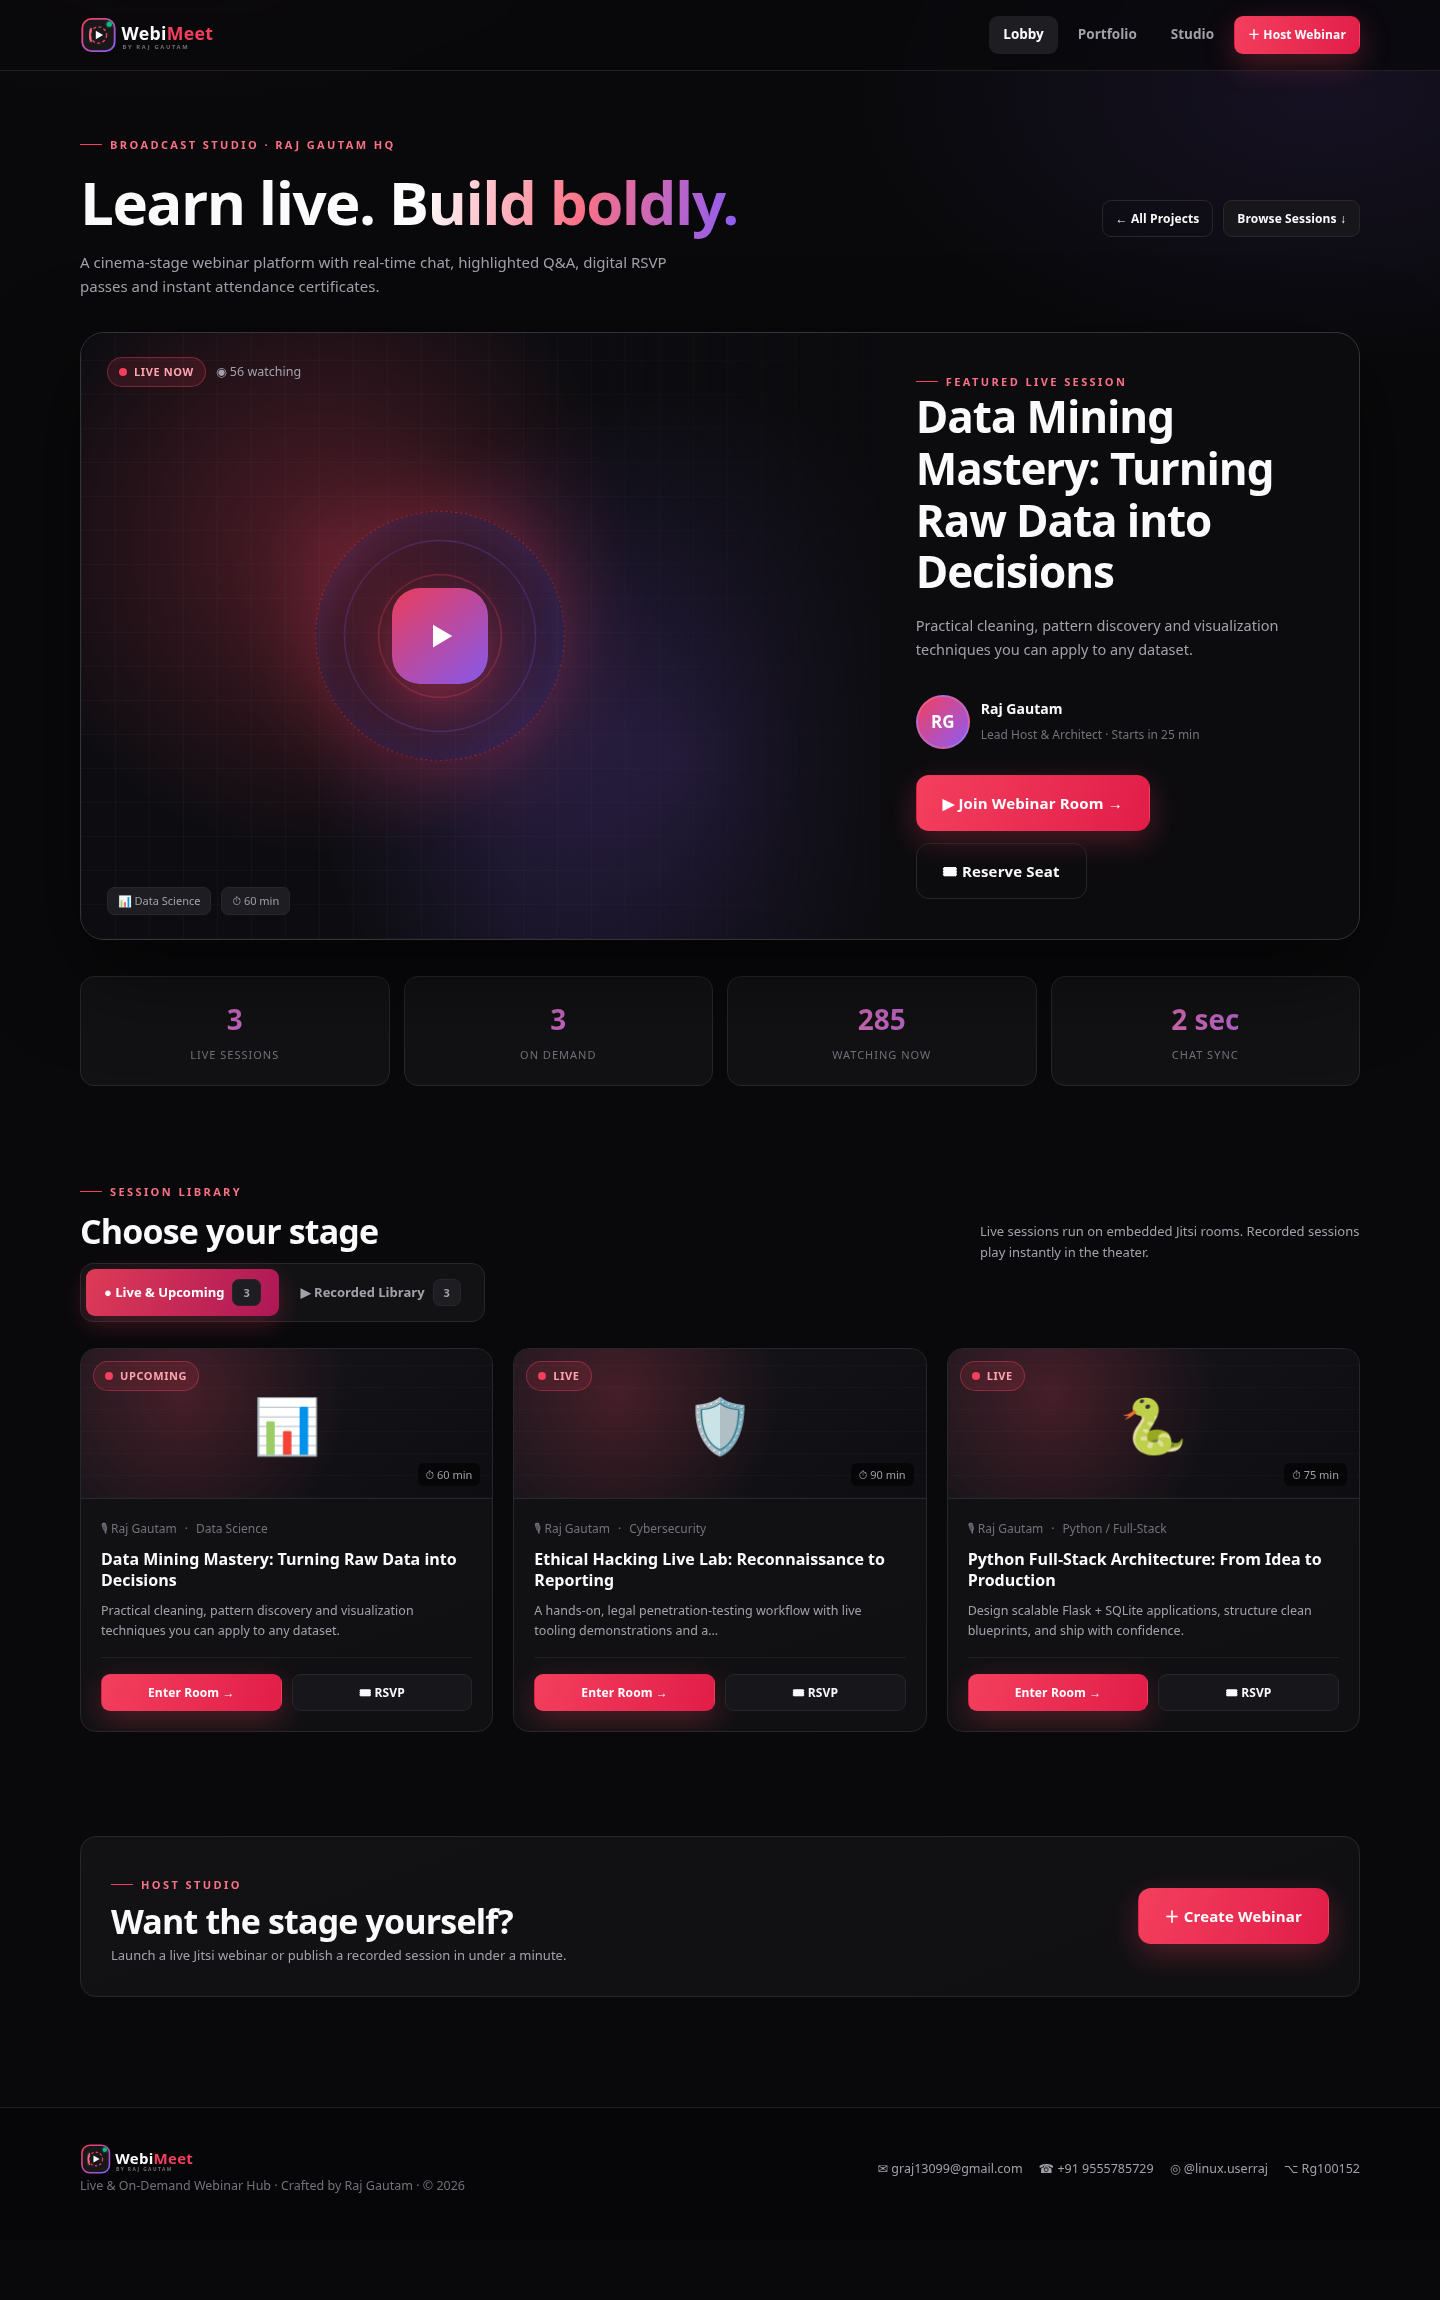 WebiMeet
BY RAJ GAUTAM
Lobby
Portfolio
Studio
+ Host Webinar
BROADCAST STUDIO · RAJ GAUTAM HQ
Learn live. Build boldly.
← All Projects
Browse Sessions ↓
A cinema-stage webinar platform with real-time chat, highlighted Q&A, digital RSVP
passes and instant attendance certificates.
LIVE NOW
◉ 56 watching
FEATURED LIVE SESSION
Data Mining
Mastery: Turning
Raw Data into
Decisions
Practical cleaning, pattern discovery and visualization
techniques you can apply to any dataset.
RG
Raj Gautam
Lead Host & Architect · Starts in 25 min
▶ Join Webinar Room →
🎟 Reserve Seat
📊 Data Science
⏱ 60 min
3
LIVE SESSIONS
3
ON DEMAND
285
WATCHING NOW
2 sec
CHAT SYNC
SESSION LIBRARY
Choose your stage
Live sessions run on embedded Jitsi rooms. Recorded sessions
play instantly in the theater.
● Live & Upcoming 3
▶ Recorded Library 3
UPCOMING
⏱ 60 min
🎙 Raj Gautam · Data Science
Data Mining Mastery: Turning Raw Data into
Decisions
Practical cleaning, pattern discovery and visualization
techniques you can apply to any dataset.
Enter Room →
🎟 RSVP
LIVE
⏱ 90 min
🎙 Raj Gautam · Cybersecurity
Ethical Hacking Live Lab: Reconnaissance to
Reporting
A hands-on, legal penetration-testing workflow with live
tooling demonstrations and a...
Enter Room →
🎟 RSVP
LIVE
⏱ 75 min
🎙 Raj Gautam · Python / Full-Stack
Python Full-Stack Architecture: From Idea to
Production
Design scalable Flask + SQLite applications, structure clean
blueprints, and ship with confidence.
Enter Room →
🎟 RSVP
HOST STUDIO
Want the stage yourself?
Launch a live Jitsi webinar or publish a recorded session in under a minute.
+ Create Webinar
WebiMeet
BY RAJ GAUTAM
Live & On-Demand Webinar Hub · Crafted by Raj Gautam · © 2026
✉ graj13099@gmail.com
☎ +91 9555785729
◎ @linux.userraj
⌥ Rg100152